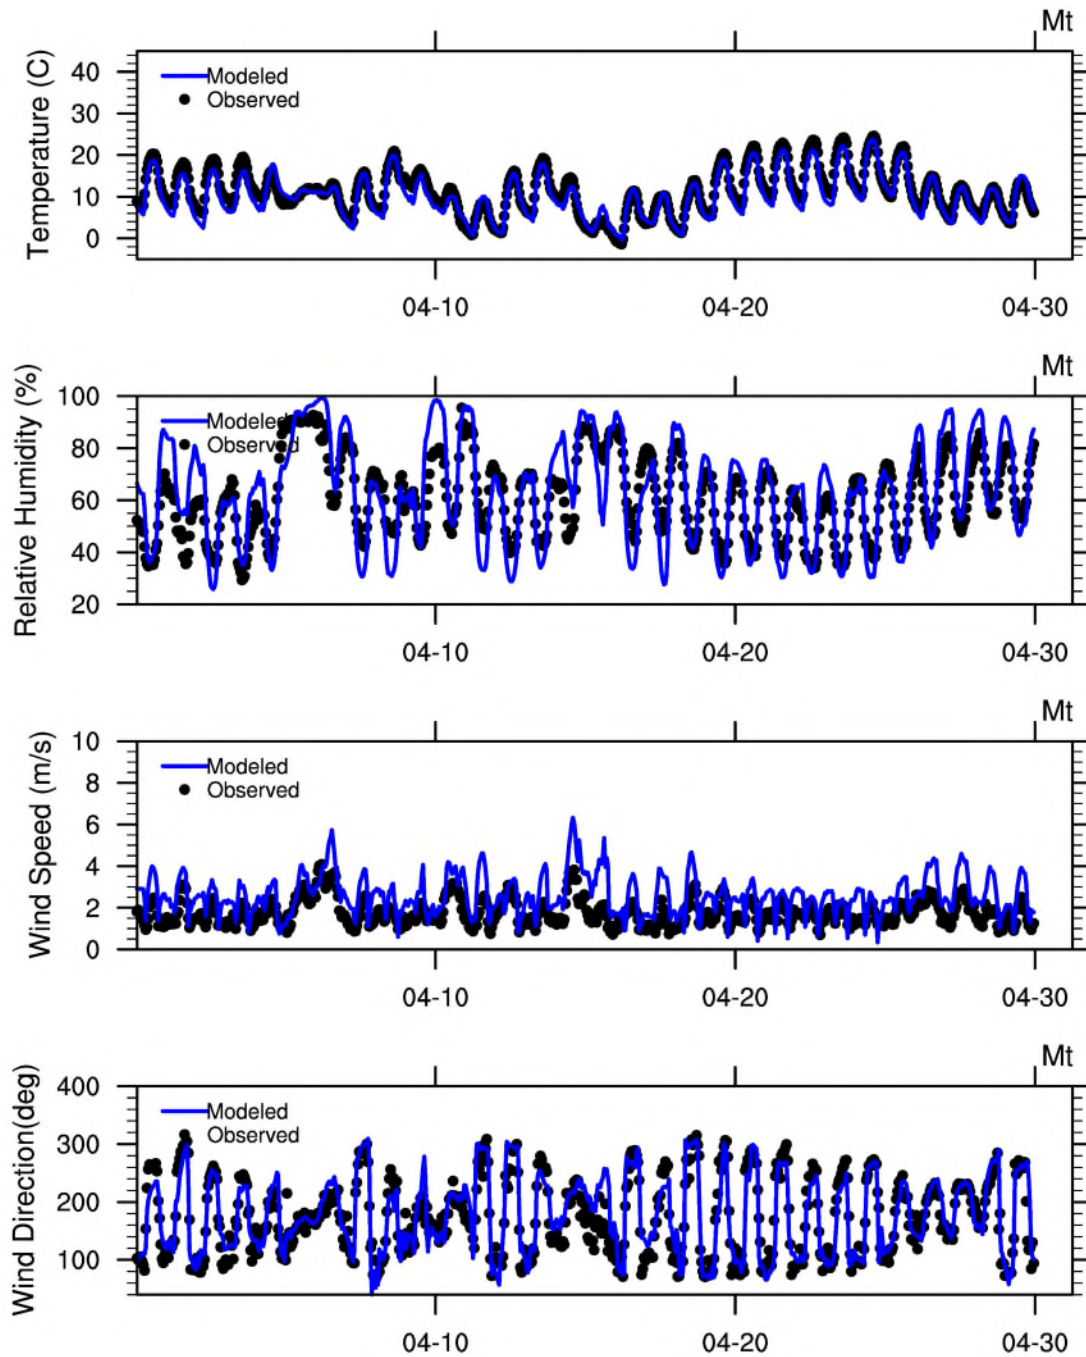 Mt
Temperature (C)
40
30
20
10
0
Modeled
Observed
04-10
04-20
04-30
Mt
Relative Humidity (%)
100
80
60
40
20
Modeled
Observed
04-10
04-20
04-30
Mt
Wind Speed (m/s)
10
8
6
4
2
0
Modeled
Observed
04-10
04-20
04-30
Mt
Wind Direction(deg)
400
300
200
100
Modeled
Observed
04-10
04-20
04-30